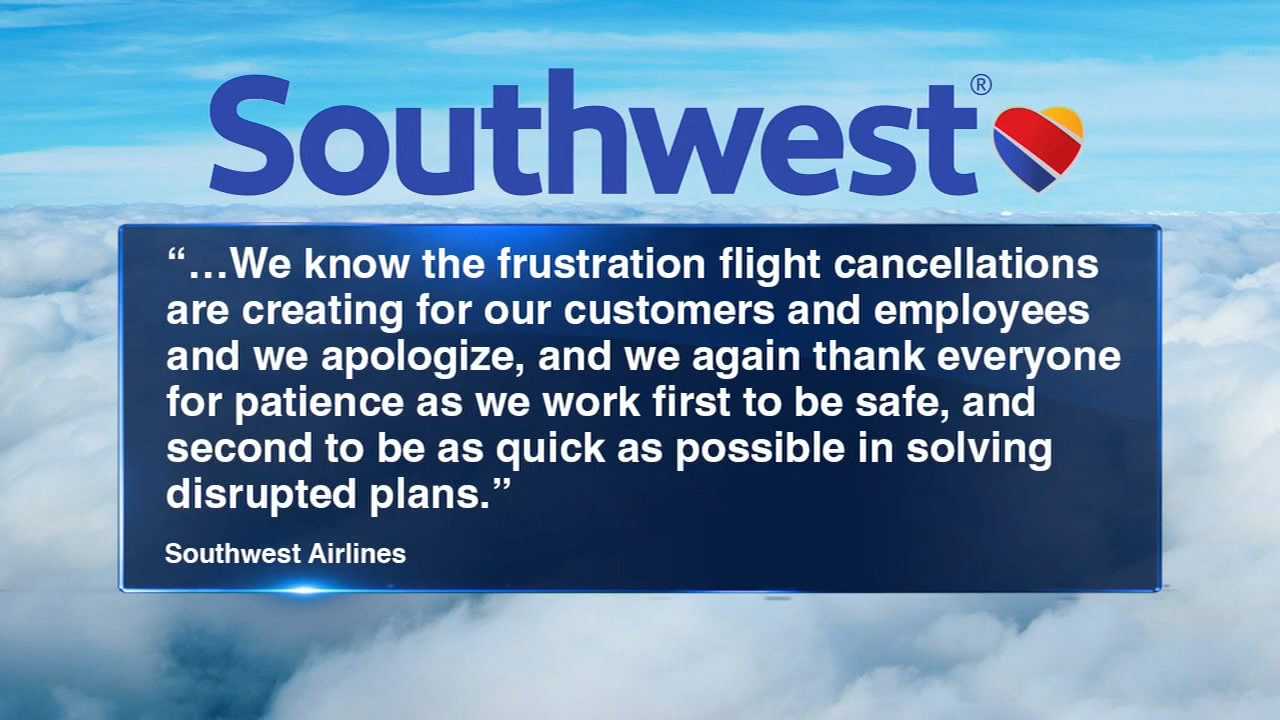 Southwest®
“…We know the frustration flight cancellations
are creating for our customers and employees
and we apologize, and we again thank everyone
for patience as we work first to be safe, and
second to be as quick as possible in solving
disrupted plans.”
Southwest Airlines